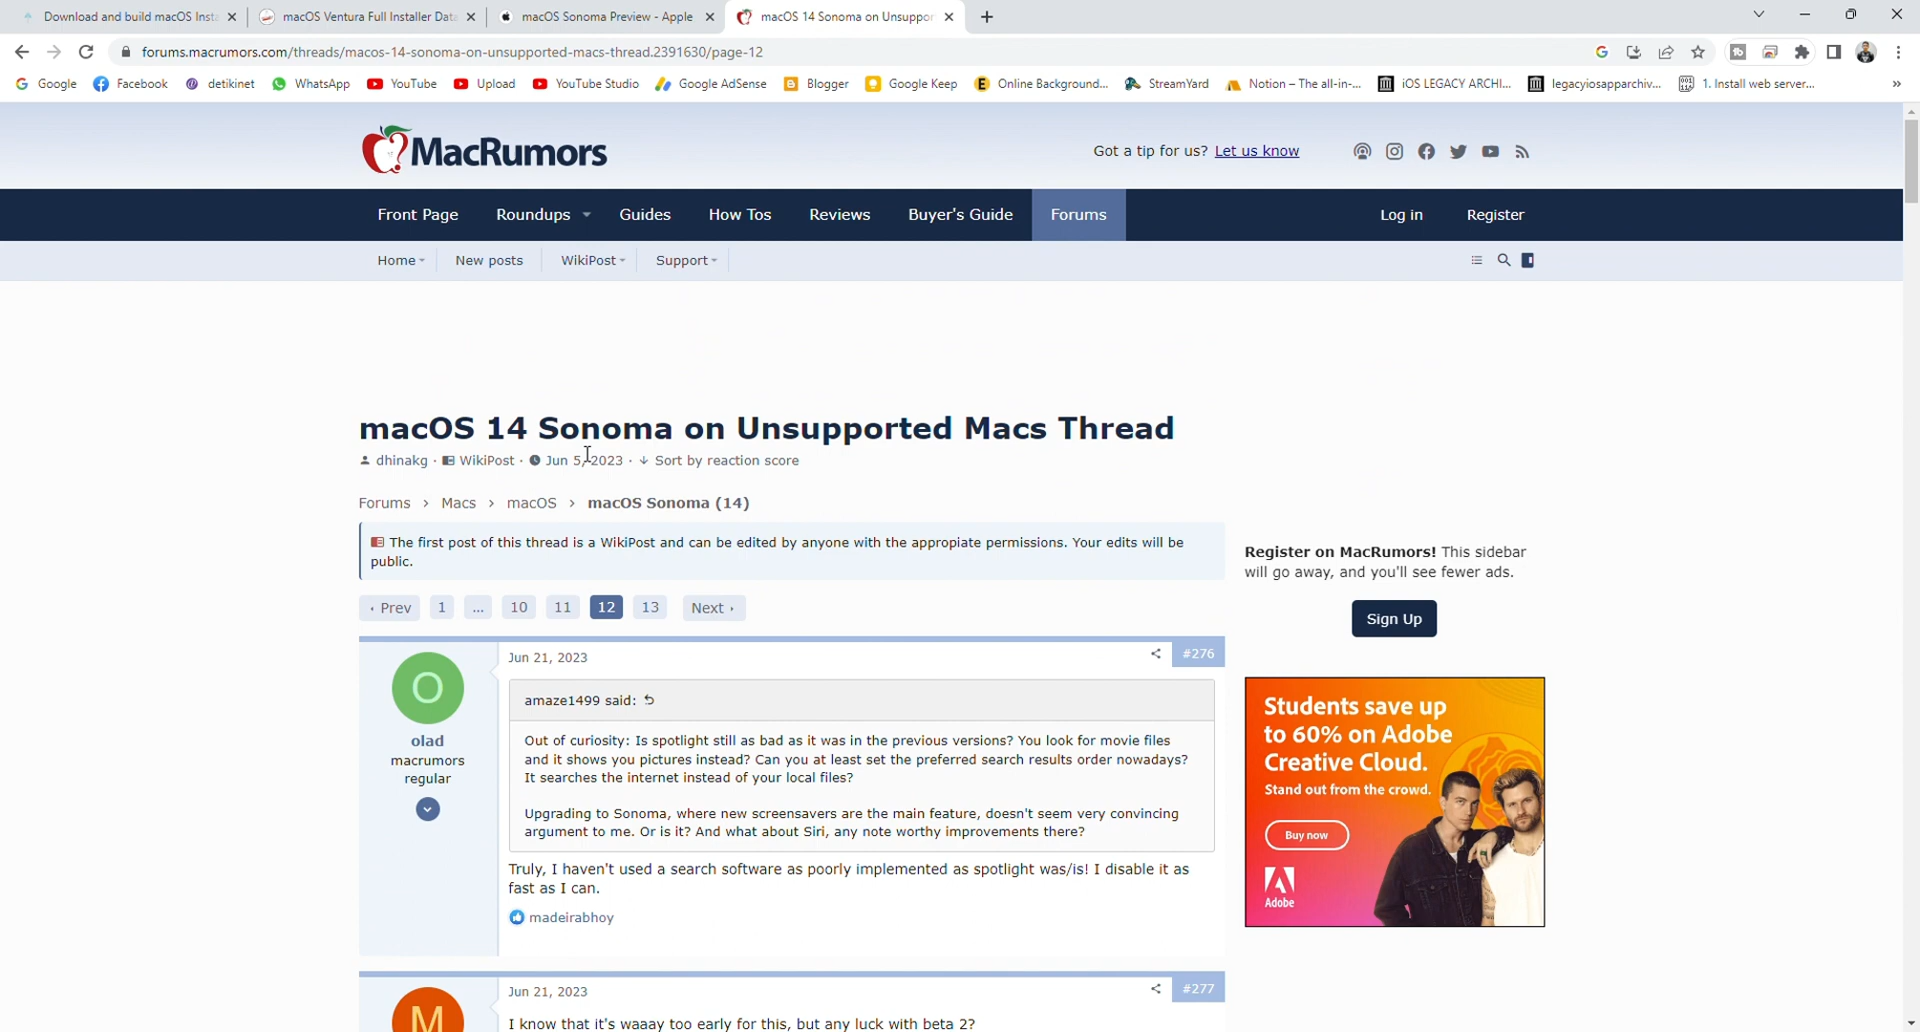 Download and build macOS Inst
macOS Ventura Full Installer Dat
macOS Sonoma Preview - Apple
macOS 14 Sonoma on Unsuppor
forums.macrumors.com/threads/macos-14-sonoma-on-unsupported-macs-thread.2391630/page-12
Google Facebook detikinet WhatsApp YouTube Upload YouTube Studio Google AdSense Blogger Google Keep Online Background... StreamYard Notion – The all-in-... iOS LEGACY ARCHI... legacyiosapparchiv... 1. Install web server...
MacRumors
Got a tip for us? Let us know
Front Page Roundups Guides How Tos Reviews Buyer's Guide Forums Log in Register
Home New posts WikiPost Support
macOS 14 Sonoma on Unsupported Macs Thread
dhinakg · WikiPost · Jun 5, 2023 · Sort by reaction score
Forums › Macs › macOS › macOS Sonoma (14)
The first post of this thread is a WikiPost and can be edited by anyone with the appropiate permissions. Your edits will be
public.
‹ Prev 1 ... 10 11 12 13 Next ›
Jun 21, 2023 #276
O
olad
macrumors
regular
amaze1499 said:
Out of curiosity: Is spotlight still as bad as it was in the previous versions? You look for movie files
and it shows you pictures instead? Can you at least set the preferred search results order nowadays?
It searches the internet instead of your local files?
Upgrading to Sonoma, where new screensavers are the main feature, doesn't seem very convincing
argument to me. Or is it? And what about Siri, any note worthy improvements there?
Truly, I haven't used a search software as poorly implemented as spotlight was/is! I disable it as
fast as I can.
madeirabhoy
Jun 21, 2023 #277
M
I know that it's waaay too early for this, but any luck with beta 2?
Register on MacRumors! This sidebar
will go away, and you'll see fewer ads.
Sign Up
Students save up
to 60% on Adobe
Creative Cloud.
Stand out from the crowd.
Buy now
Adobe